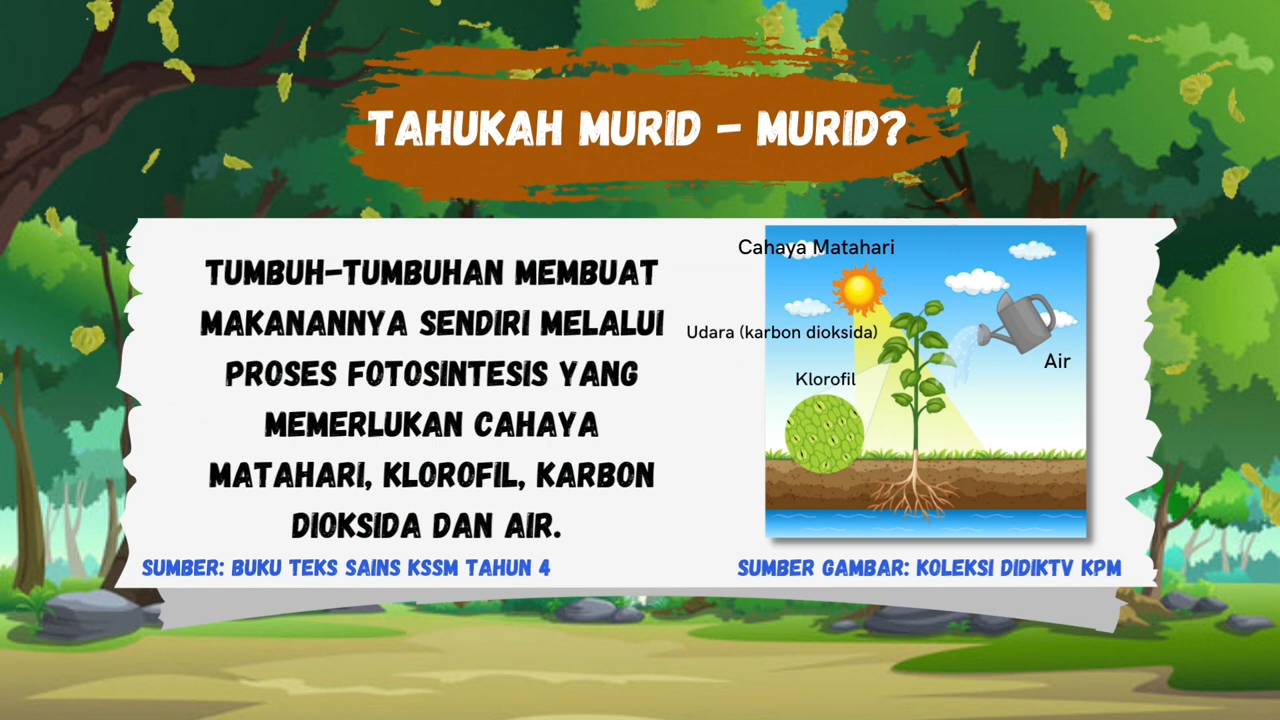 TAHUKAH MURID - MURID?
TUMBUH-TUMBUHAN MEMBUAT
MAKANANNYA SENDIRI MELALUI
PROSES FOTOSINTESIS YANG
MEMERLUKAN CAHAYA
MATAHARI, KLOROFIL, KARBON
DIOKSIDA DAN AIR.
SUMBER: BUKU TEKS SAINS KSSM TAHUN 4
Cahaya Matahari
Udara (karbon dioksida)
Air
Klorofil
SUMBER GAMBAR: KOLEKSI DIDIKTV KPM